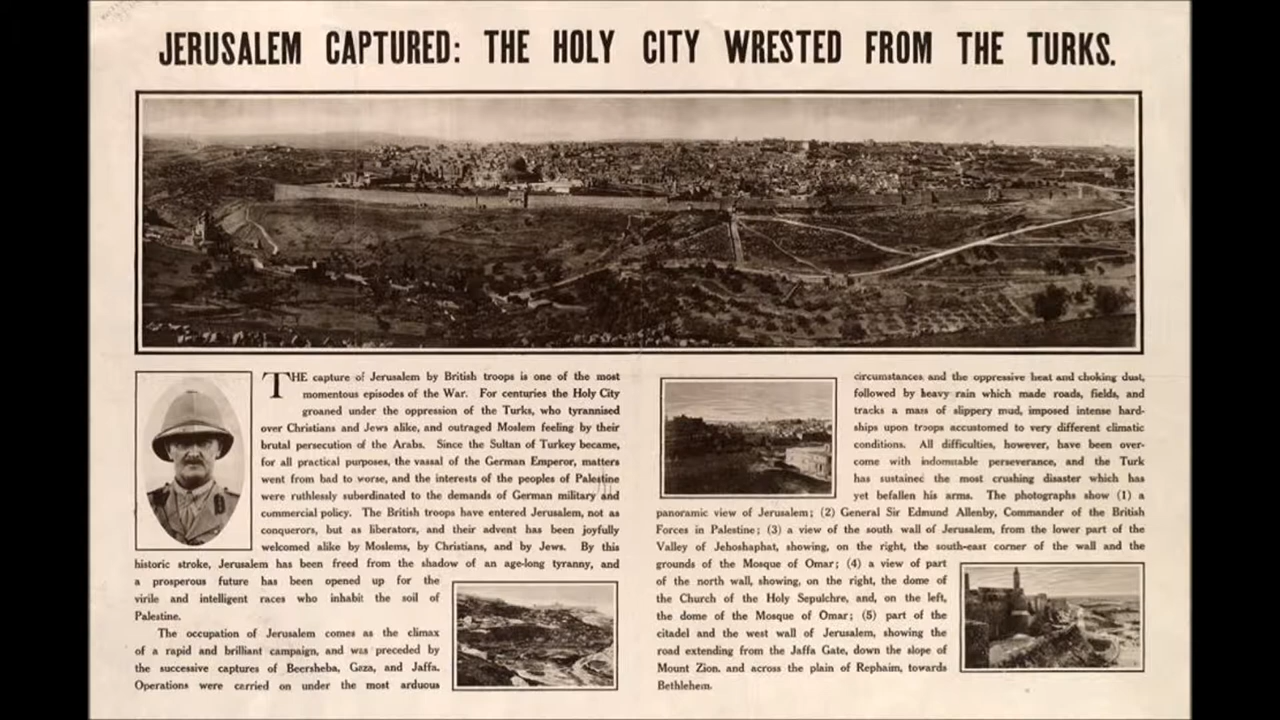 JERUSALEM CAPTURED: THE HOLY CITY WRESTED FROM THE TURKS.
THE capture of Jerusalem by British troops is one of the most
momentous episodes of the War. For centuries the Holy City
groaned under the oppression of the Turks, who tyrannised
over Christians and Jews alike, and outraged Moslem feeling by their
brutal persecution of the Arabs. Since the Sultan of Turkey became,
for all practical purposes, the vassal of the German Emperor, matters
went from bad to worse, and the interests of the peoples of Palestine
were ruthlessly subordinated to the demands of German military and
commercial policy. The British troops have entered Jerusalem, not as
conquerors, but as liberators, and their advent has been joyfully
welcomed alike by Moslems, by Christians, and by Jews. By this
historic stroke, Jerusalem has been freed from the shadow of an age-long tyranny, and
a prosperous future has been opened up for the
virile and intelligent races who inhabit the soil of
Palestine.
The occupation of Jerusalem comes as the climax
of a rapid and brilliant campaign, and was preceded by
the successive captures of Beersheba, Gaza, and Jaffa.
Operations were carried on under the most arduous
circumstances, and the oppressive heat and choking dust,
followed by heavy rain which made roads, fields, and
tracks a mass of slippery mud, imposed intense hard-
ships upon troops accustomed to very different climatic
conditions. All difficulties, however, have been over-
come with indomitable perseverance, and the Turk
has sustained the most crushing disaster which has
yet befallen his arms. The photographs show (1) a
panoramic view of Jerusalem; (2) General Sir Edmund Allenby, Commander of the British
Forces in Palestine; (3) a view of the south wall of Jerusalem, from the lower part of the
Valley of Jehoshaphat, showing, on the right, the south-east corner of the wall and the
grounds of the Mosque of Omar; (4) a view of part
of the north wall, showing, on the right, the dome of
the Church of the Holy Sepulchre, and, on the left,
the dome of the Mosque of Omar; (5) part of the
citadel and the west wall of Jerusalem, showing the
road extending from the Jaffa Gate, down the slope of
Mount Zion, and across the plain of Rephaim, towards
Bethlehem.